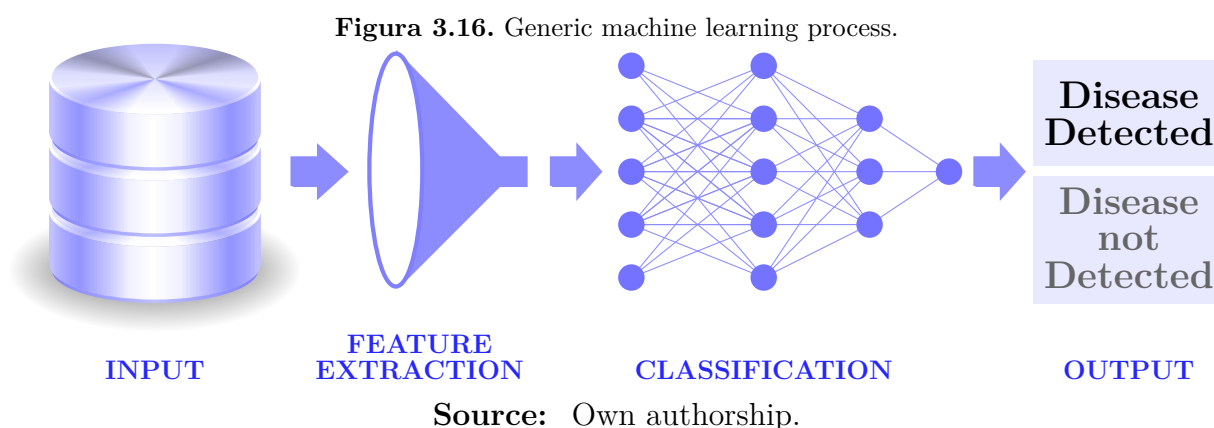 Figura 3.16. Generic machine learning process.
Disease
Detected
Disease
not
Detected
INPUT
FEATURE
EXTRACTION
CLASSIFICATION
OUTPUT
Source: Own authorship.